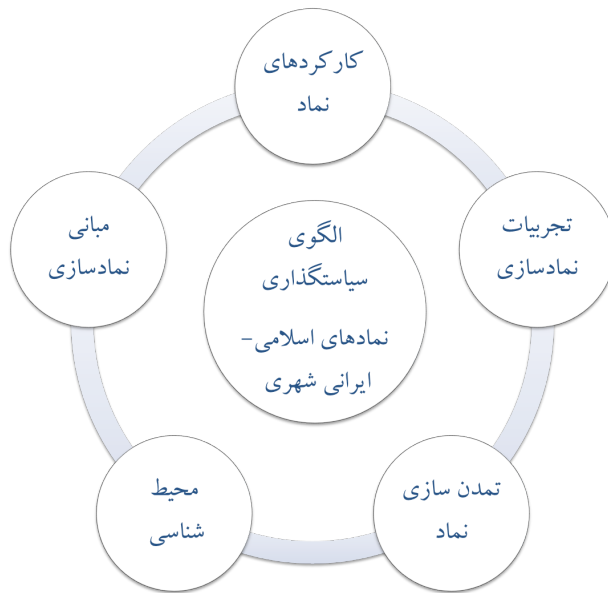 کارکردهای
نماد
تجربیات
نمادسازی
تمدن سازی
نماد
محیط
شناسی
مبانی
نمادسازی
الگوی
سیاستگذاری
نمادهای اسلامی-
ایرانی شهری